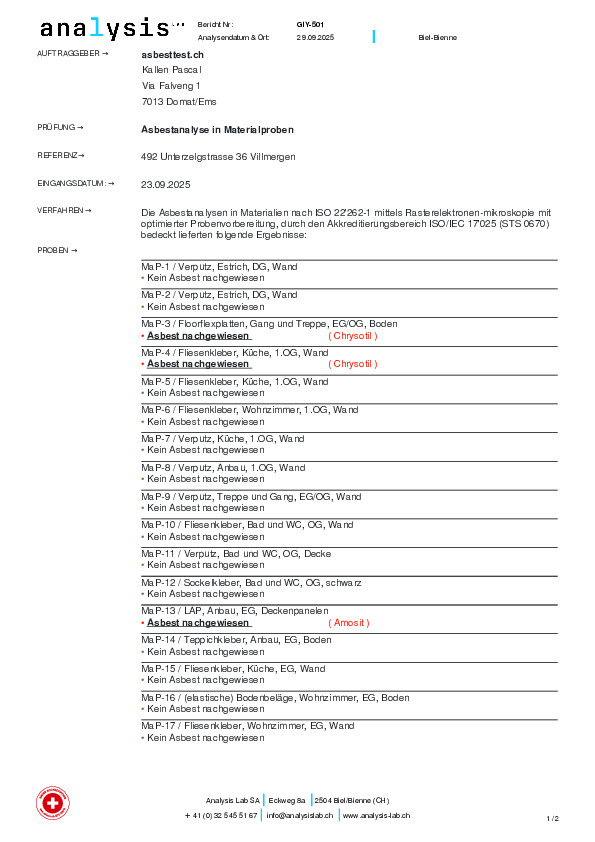 analysis
Bericht Nr: GIY-501
Analysendatum & Ort: 29.09.2025 Biel-Bienne
AUFTRAGGEBER → asbesttest.ch
Kallen Pascal
Via Falveng 1
7013 Domat/Ems
PRÜFUNG → Asbestanalyse in Materialproben
REFERENZ → 492 Unterzelgstrasse 36 Villmergen
EINGANGSDATUM: → 23.09.2025
VERFAHREN → Die Asbestanalysen in Materialien nach ISO 22'262-1 mittels Rasterelektronen-mikroskopie mit
optimierter Probenvorbereitung, durch den Akkreditierungsbereich ISO/IEC 17'025 (STS 0670)
bedeckt lieferten folgende Ergebnisse:
PROBEN →
MaP-1 / Verputz, Estrich, DG, Wand
• Kein Asbest nachgewiesen
MaP-2 / Verputz, Estrich, DG, Wand
• Kein Asbest nachgewiesen
MaP-3 / Floorflexplatten, Gang und Treppe, EG/OG, Boden
• Asbest nachgewiesen ( Chrysotil )
MaP-4 / Fliesenkleber, Küche, 1.OG, Wand
• Asbest nachgewiesen ( Chrysotil )
MaP-5 / Fliesenkleber, Küche, 1.OG, Wand
• Kein Asbest nachgewiesen
MaP-6 / Fliesenkleber, Wohnzimmer, 1.OG, Wand
• Kein Asbest nachgewiesen
MaP-7 / Verputz, Küche, 1.OG, Wand
• Kein Asbest nachgewiesen
MaP-8 / Verputz, Anbau, 1.OG, Wand
• Kein Asbest nachgewiesen
MaP-9 / Verputz, Treppe und Gang, EG/OG, Wand
• Kein Asbest nachgewiesen
MaP-10 / Fliesenkleber, Bad und WC, OG, Wand
• Kein Asbest nachgewiesen
MaP-11 / Verputz, Bad und WC, OG, Decke
• Kein Asbest nachgewiesen
MaP-12 / Sockelkleber, Bad und WC, OG, schwarz
• Kein Asbest nachgewiesen
MaP-13 / LAP, Anbau, EG, Deckenpanelen
• Asbest nachgewiesen ( Amosit )
MaP-14 / Teppichkleber, Anbau, EG, Boden
• Kein Asbest nachgewiesen
MaP-15 / Fliesenkleber, Küche, EG, Wand
• Kein Asbest nachgewiesen
MaP-16 / (elastische) Bodenbeläge, Wohnzimmer, EG, Boden
• Kein Asbest nachgewiesen
MaP-17 / Fliesenkleber, Wohnzimmer, EG, Wand
• Kein Asbest nachgewiesen
Analysis Lab SA | Eckweg 8a | 2504 Biel/Bienne (CH)
+ 41 (0) 32 545 51 67 | info@analysislab.ch | www.analysis-lab.ch
1 / 2